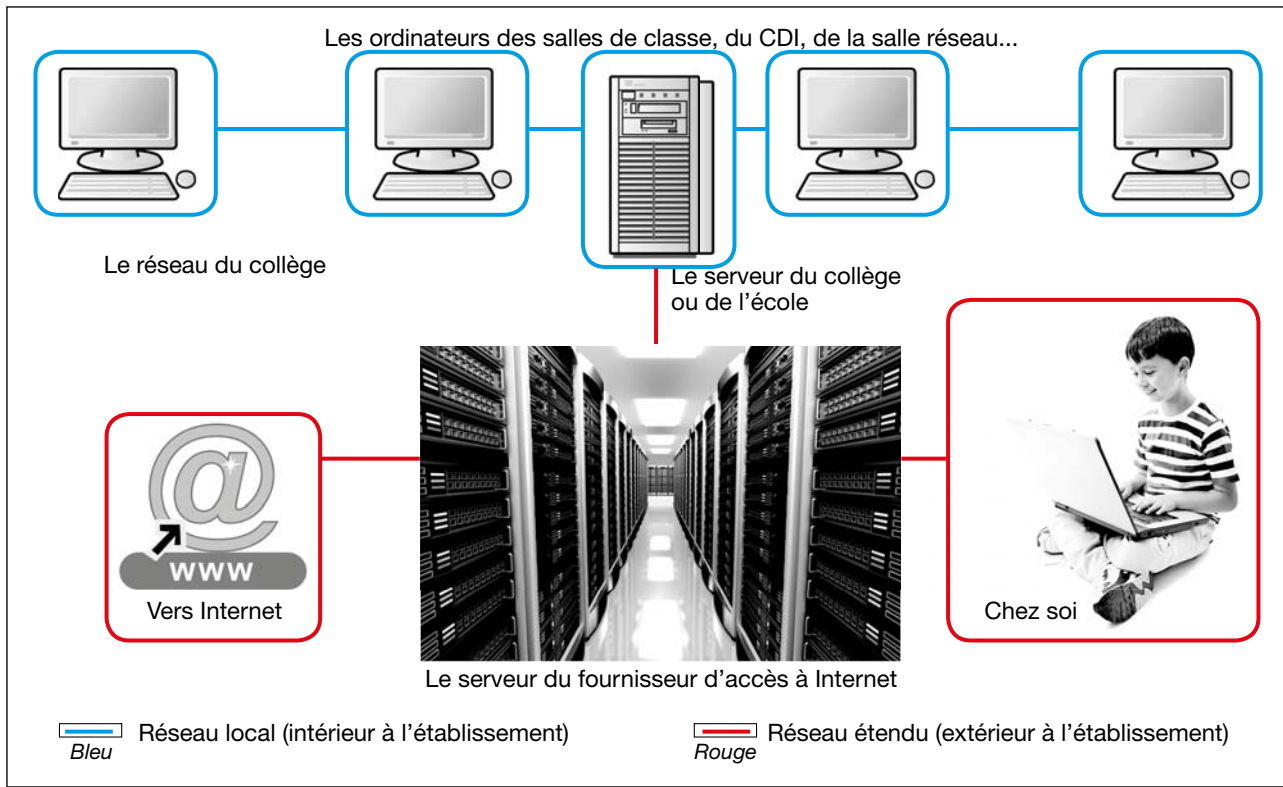 Les ordinateurs des salles de classe, du CDI, de la salle réseau...
Le réseau du collège
Le serveur du collège
ou de l'école
www
Vers Internet
Chez soi
Le serveur du fournisseur d'accès à Internet
Réseau local (intérieur à l'établissement)
Bleu
Réseau étendu (extérieur à l'établissement)
Rouge